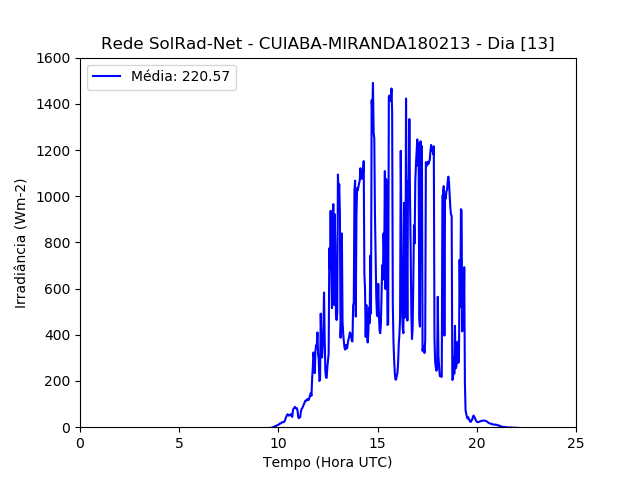 Rede SolRad-Net - CUIABA-MIRANDA180213 - Dia [13]
Média: 220.57
1600
1400
1200
1000
800
600
400
200
0
Irradiância (Wm-2)
0 5 10 15 20 25
Tempo (Hora UTC)